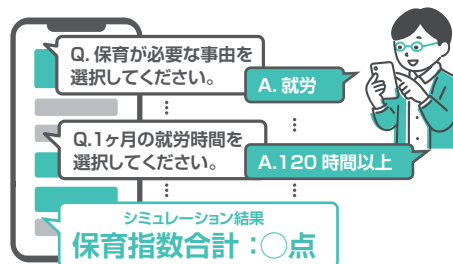 Q. 保育が必要な事由を
選択してください。
A. 就労
Q.1ヶ月の就労時間を
選択してください。
A.120 時間以上
シミュレーション結果
保育指数合計：◯点